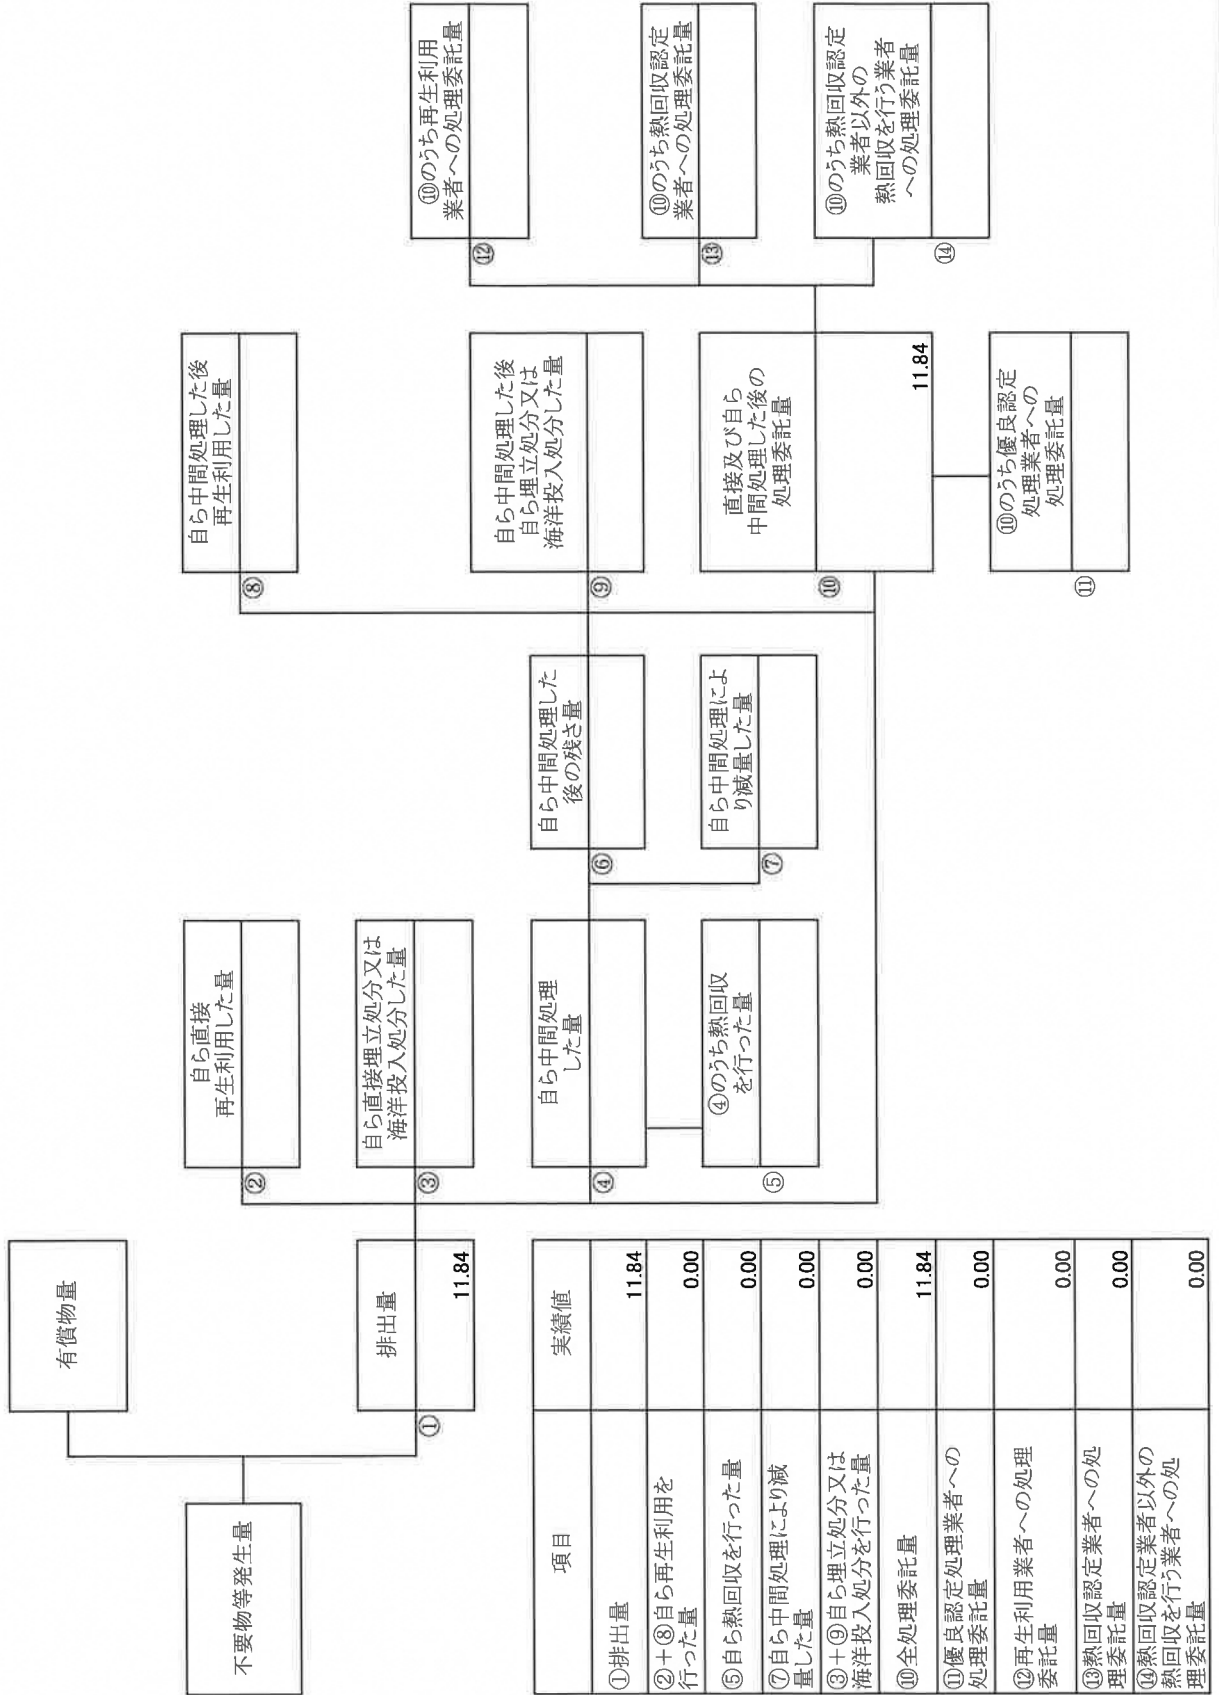 不要物等発生量
有償物量
①
排出量
11.84
②
自ら直接
再生利用した量
③
自ら直接埋立処分又は
海洋投入処分した量
④
自ら中間処理
した量
⑤
④のうち熱回収
を行った量
⑥
自ら中間処理した
後の残さ量
⑦
自ら中間処理によ
り減量した量
⑧
自ら中間処理した後
再生利用した量
⑨
自ら中間処理した後
自ら埋立処分又は
海洋投入処分した量
⑩
直接及び自ら
中間処理した後の
処理委託量
11.84
⑪
⑩のうち優良認定
処理業者への
処理委託量
⑫
⑩のうち再生利用
業者への処理委託量
⑬
⑩のうち熱回収認定
業者への処理委託量
⑭
⑩のうち熱回収認定
業者以外の
熱回収を行う業者
への処理委託量
項目
実績値
①排出量
11.84
②+⑧自ら再生利用を
行った量
0.00
⑤自ら熱回収を行った量
0.00
⑦自ら中間処理により減
量した量
0.00
③+⑨自ら埋立処分又は
海洋投入処分を行った量
0.00
⑩全処理委託量
11.84
⑪優良認定処理業者への
処理委託量
0.00
⑫再生利用業者への処理
委託量
0.00
⑬熱回収認定業者への処
理委託量
0.00
⑭熱回収認定業者以外の
熱回収を行う業者への処
理委託量
0.00